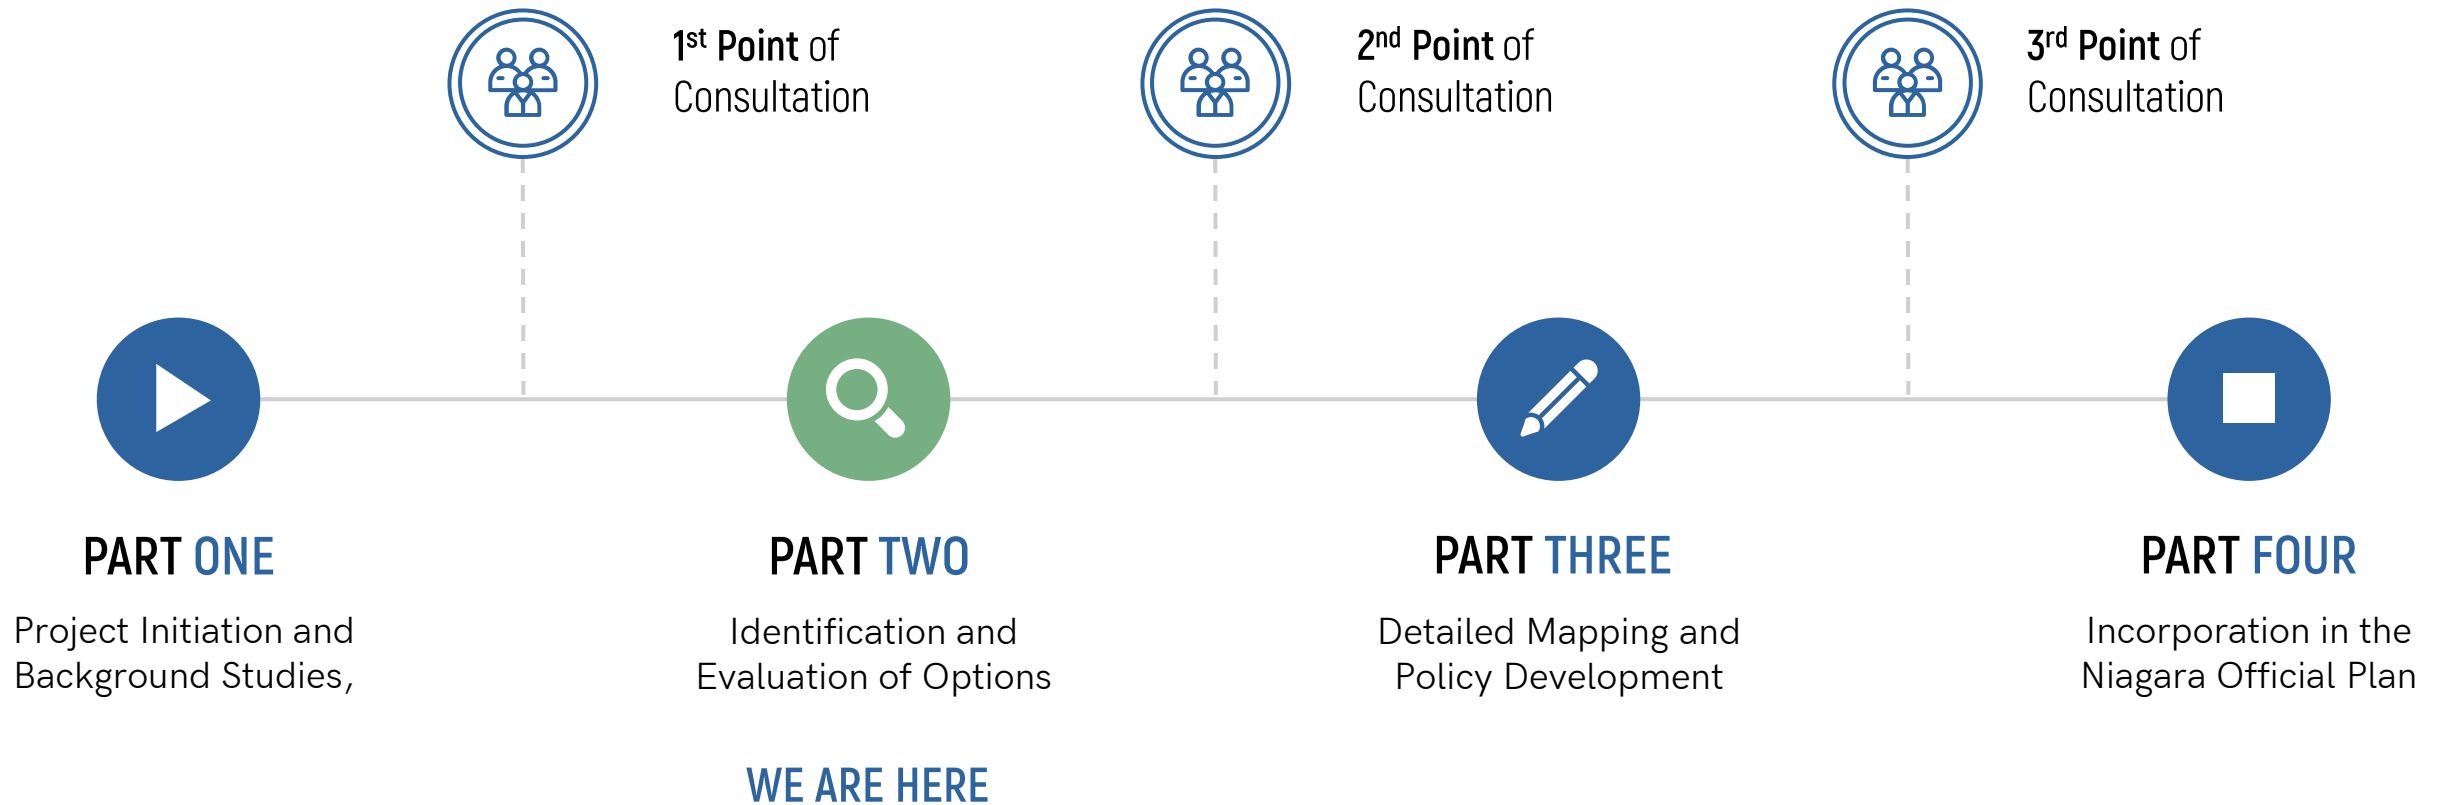 1st Point of
Consultation
2nd Point of
Consultation
3rd Point of
Consultation
PART ONE
Project Initiation and
Background Studies,
PART TWO
Identification and
Evaluation of Options
WE ARE HERE
PART THREE
Detailed Mapping and
Policy Development
PART FOUR
Incorporation in the
Niagara Official Plan